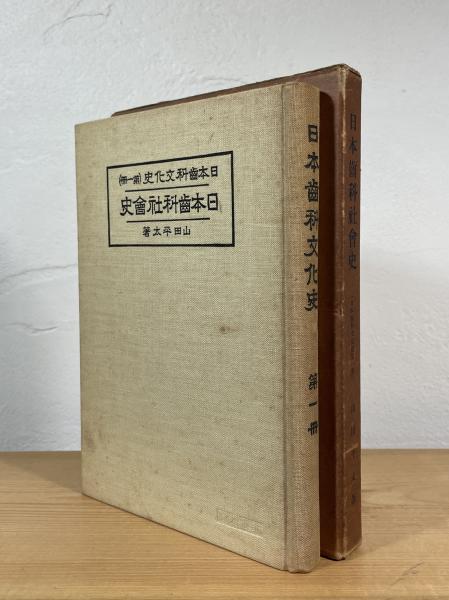 日本齒科文化史(第一冊)
日本齒科社會史
山田平太著
日本齒科文化史 第一冊
日本齒科社會史